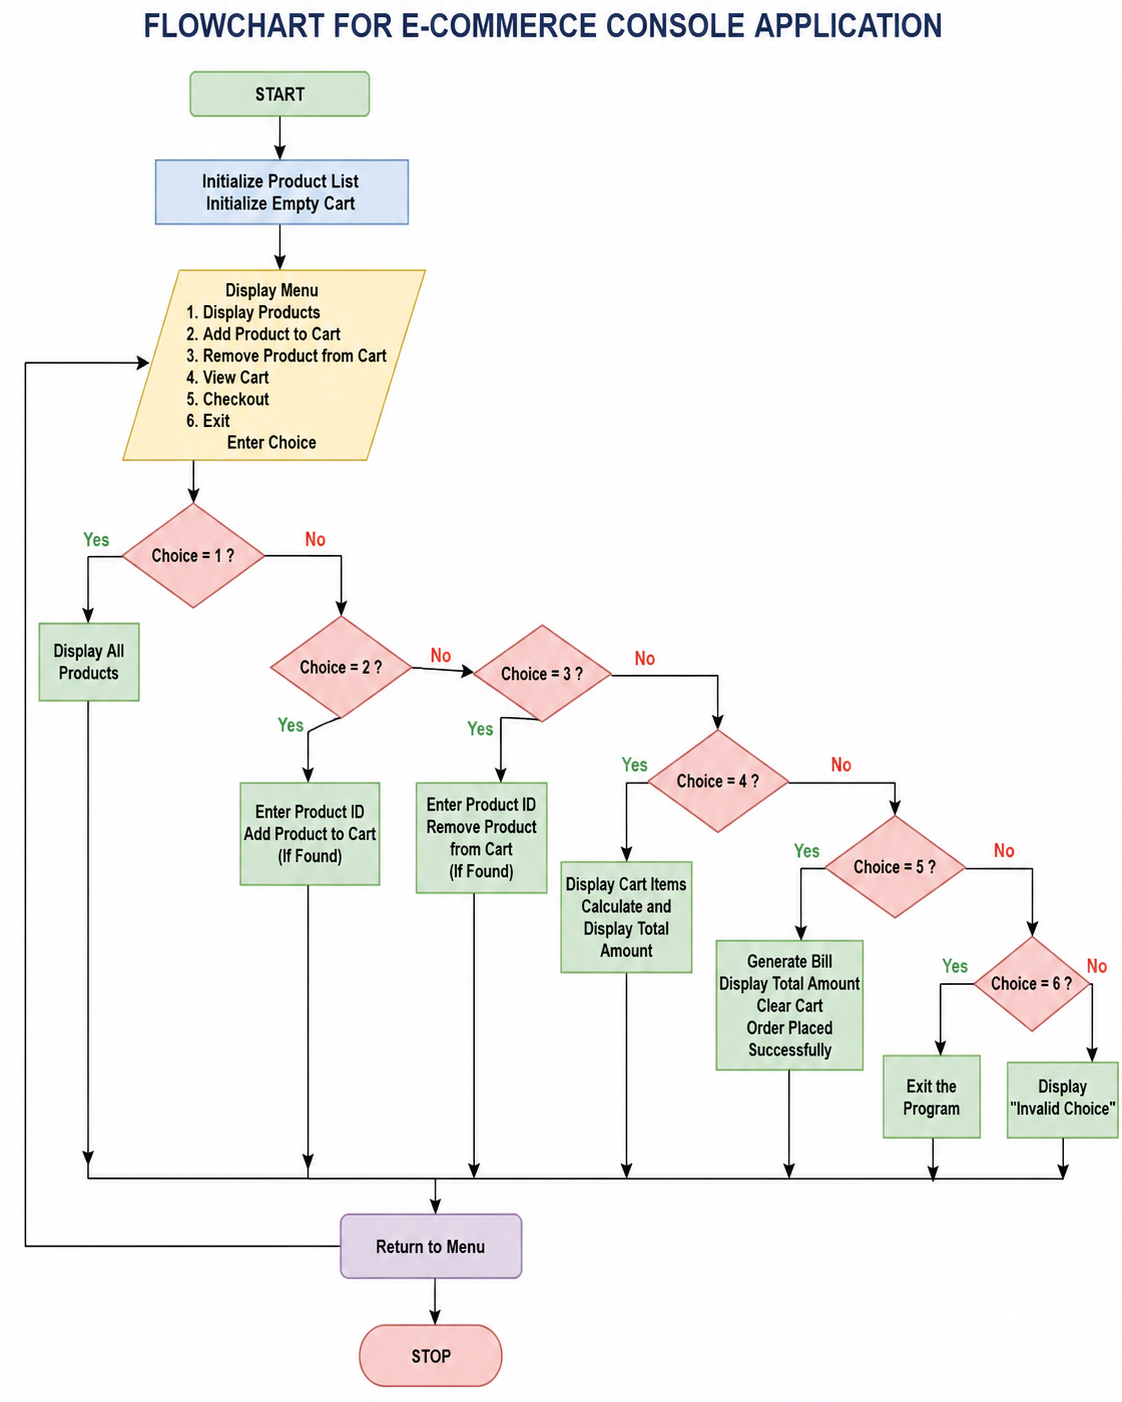 FLOWCHART FOR E-COMMERCE CONSOLE APPLICATION
START
Initialize Product List
Initialize Empty Cart
Display Menu
1. Display Products
2. Add Product to Cart
3. Remove Product from Cart
4. View Cart
5. Checkout
6. Exit
Enter Choice
Choice = 1 ?
Yes
No
Display All
Products
Choice = 2 ?
No
Yes
Enter Product ID
Add Product to Cart
(If Found)
Choice = 3 ?
No
Yes
Enter Product ID
Remove Product
from Cart
(If Found)
Choice = 4 ?
Yes
No
Display Cart Items
Calculate and
Display Total
Amount
Choice = 5 ?
Yes
No
Generate Bill
Display Total Amount
Clear Cart
Order Placed
Successfully
Choice = 6 ?
Yes
No
Exit the
Program
Display
"Invalid Choice"
Return to Menu
STOP